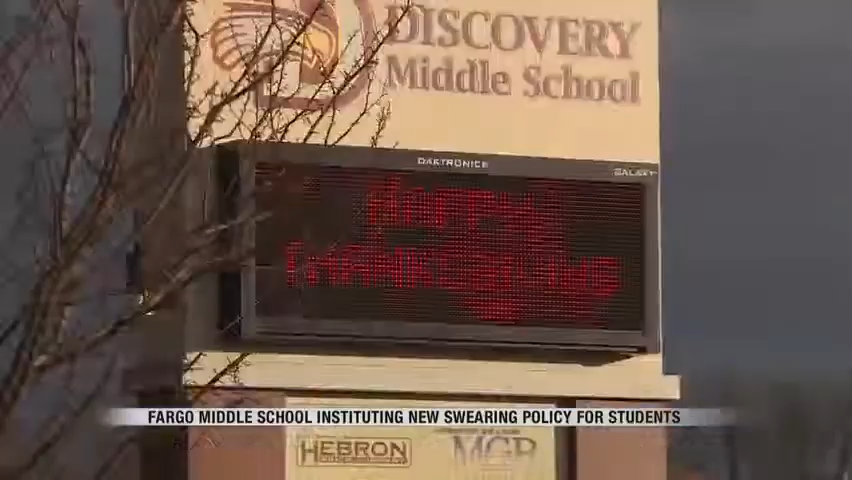 DISCOVERY
Middle School
DAKTRONICS
GALAXY
HAPPY
THANKSGIVING
FARGO MIDDLE SCHOOL INSTITUTING NEW SWEARING POLICY FOR STUDENTS
HEBRON
MGR